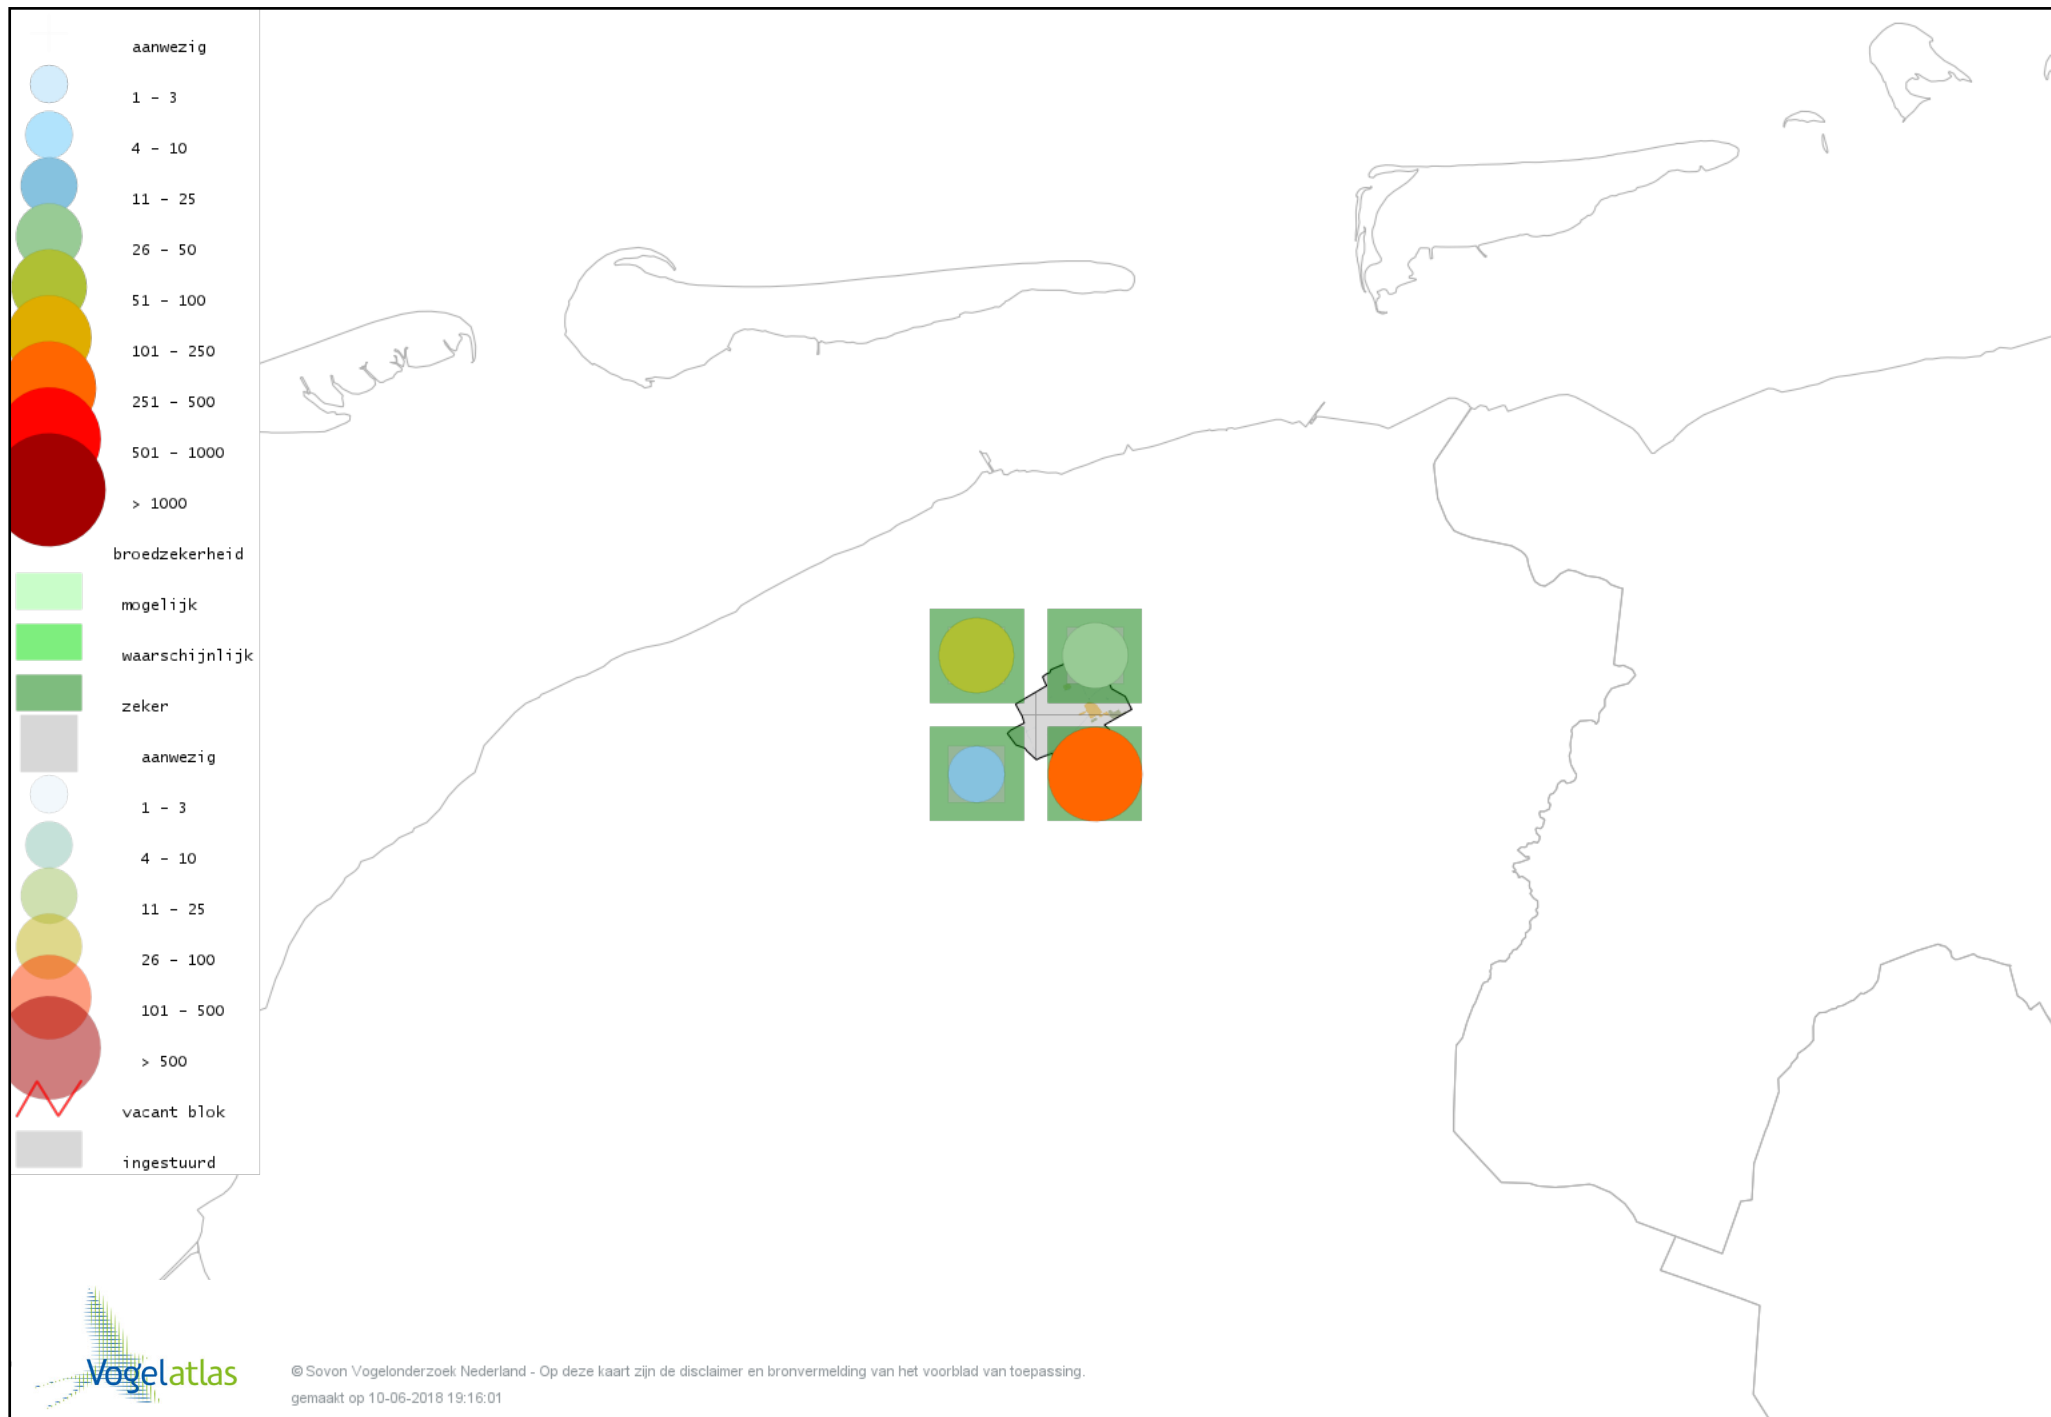 aanwezig
1 - 3
4 - 10
11 - 25
26 - 50
51 - 100
101 - 250
251 - 500
501 - 1000
> 1000
broedzekerheid
mogelijk
waarschijnlijk
zeker
aanwezig
1 - 3
4 - 10
11 - 25
26 - 100
101 - 500
> 500
vacant blok
ingestuurd
Vogelatlas
© Sovon Vogelonderzoek Nederland - Op deze kaart zijn de disclaimer en bronvermelding van het voorblad van toepassing.
gemaakt op 10-06-2018 19:16:01